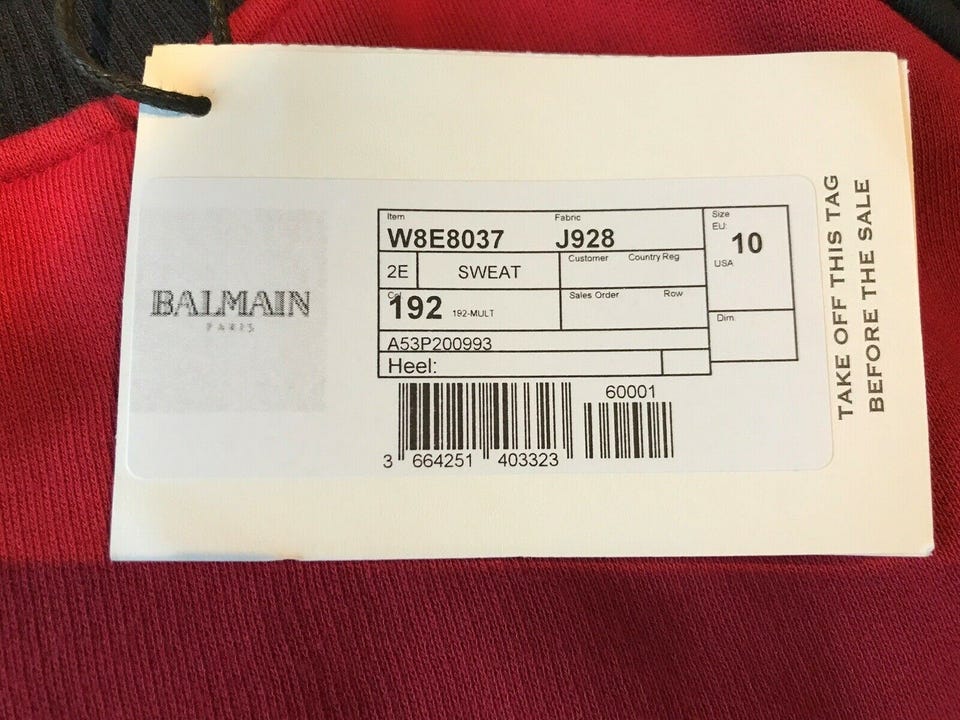 BALMAIN
PARIS
Item
Fabric
Size
W8E8037
J928
EU:
10
USA
2E
SWEAT
Customer
Country Reg
Col
192
192-MULT
Sales Order
Row
Dim.
A53P200993
Heel:
60001
3 664251 403323
TAKE OFF THIS TAG
BEFORE THE SALE